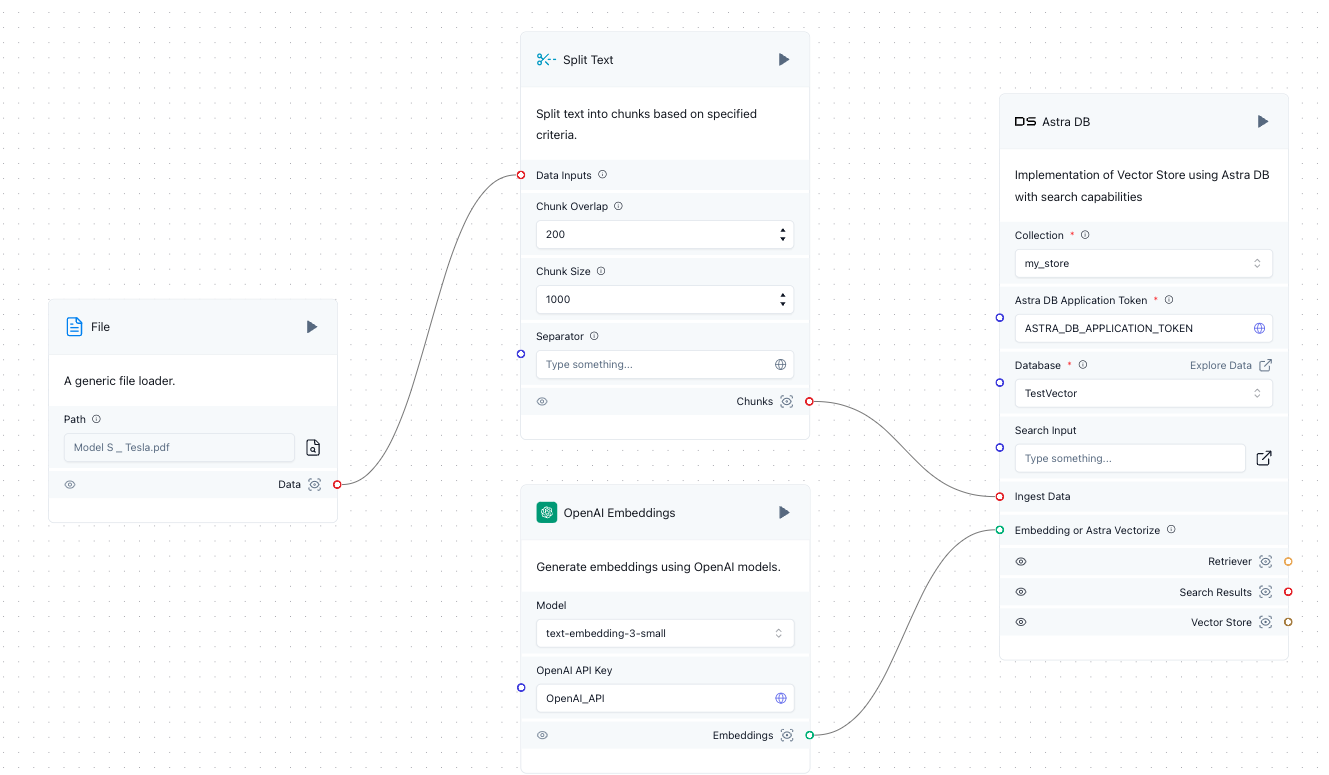 File
A generic file loader.
Path
Model S _ Tesla.pdf
Data
Split Text
Split text into chunks based on specified
criteria.
Data Inputs
Chunk Overlap
200
Chunk Size
1000
Separator
Type something...
Chunks
OpenAI Embeddings
Generate embeddings using OpenAI models.
Model
text-embedding-3-small
OpenAI API Key
OpenAI_API
Embeddings
DS Astra DB
Implementation of Vector Store using Astra DB
with search capabilities
Collection *
my_store
Astra DB Application Token *
ASTRA_DB_APPLICATION_TOKEN
Database * Explore Data
TestVector
Search Input
Type something...
Ingest Data
Embedding or Astra Vectorize
Retriever
Search Results
Vector Store